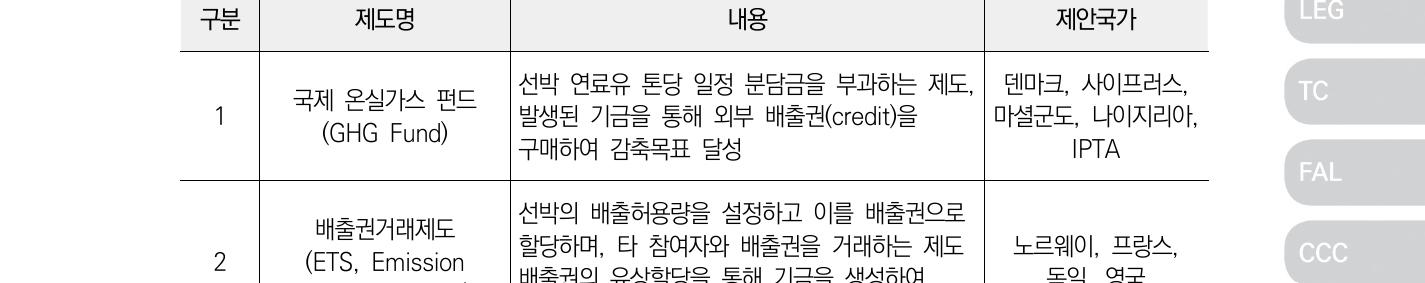 구분 제도명 내용 제안국가
1
국제 온실가스 펀드
(GHG Fund)
선박 연료유 톤당 일정 분담금을 부과하는 제도,
발생된 기금을 통해 외부 배출권(credit)을
구매하여 감축목표 달성
덴마크, 사이프러스,
마셜군도, 나이지리아,
IPTA
2
배출권거래제도
(ETS, Emission
선박의 배출허용량을 설정하고 이를 배출권으로
할당하며, 타 참여자와 배출권을 거래하는 제도
배출권의 유상할당을 통해 기금을 생성하여
노르웨이, 프랑스,
독일, 영국
LEG
TC
FAL
CCC